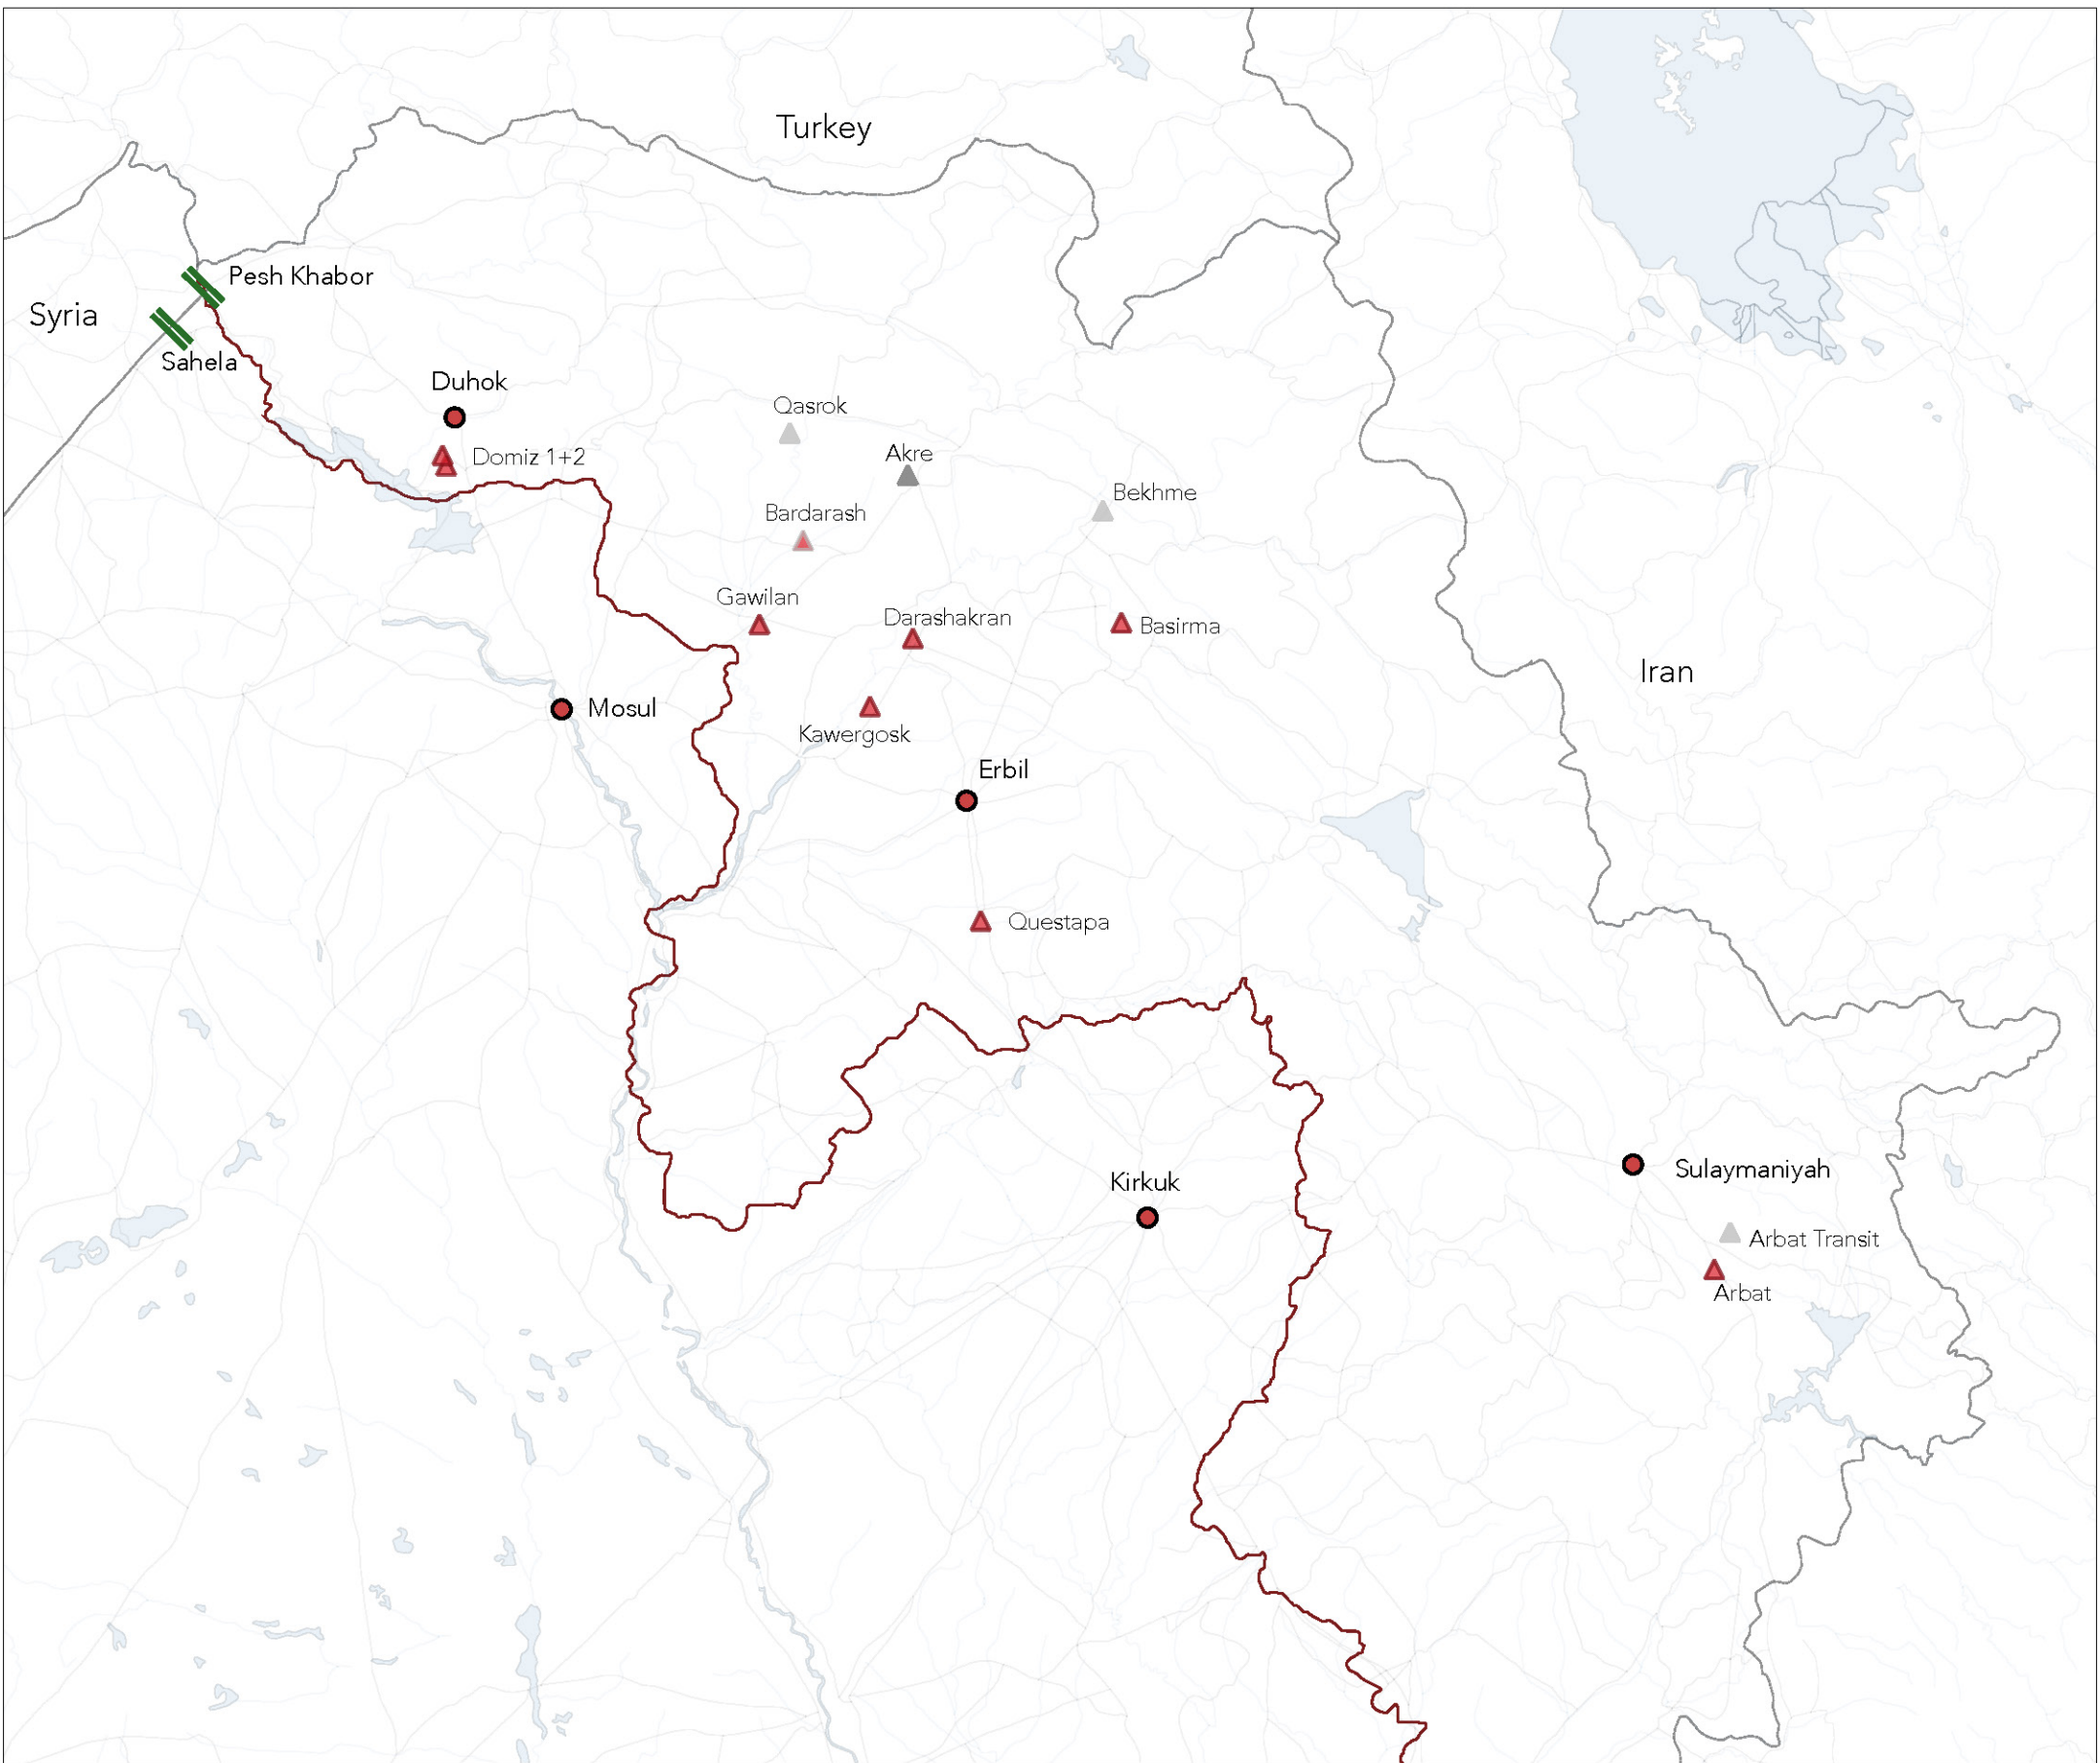 Turkey
Pesh Khabor
Syria
Sahela
Duhok
Qasrok
Domiz 1+2
Akre
Bekhme
Bardarash
Gawilan
Darashakran
Basirma
Iran
Mosul
Kawergosk
Erbil
Questapa
Sulaymaniyah
Kirkuk
Arbat Transit
Arbat